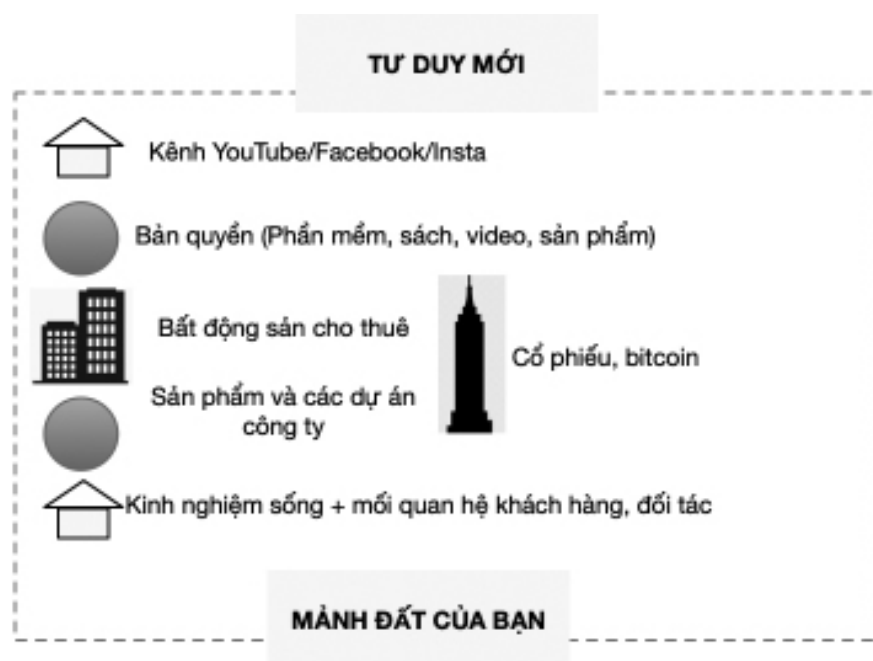 TƯ DUY MỚI
Kênh YouTube/Facebook/Insta
Bản quyền (Phần mềm, sách, video, sản phẩm)
Bất động sản cho thuê
Cổ phiếu, bitcoin
Sản phẩm và các dự án
công ty
Kinh nghiệm sống + mối quan hệ khách hàng, đối tác
MẢNH ĐẤT CỦA BẠN